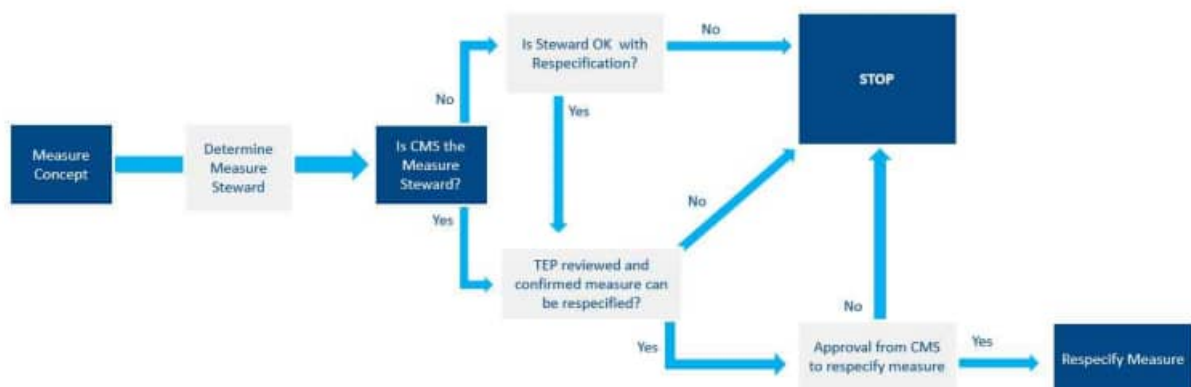 Measure
Concept
Determine
Measure
Steward
Is CMS the
Measure
Steward?
No
Is Steward OK with
Respecification?
No
STOP
Yes
Yes
TEP reviewed and
confirmed measure can
be respecified?
No
Yes
Approval from CMS
to respecify measure
No
Yes
Respecify Measure